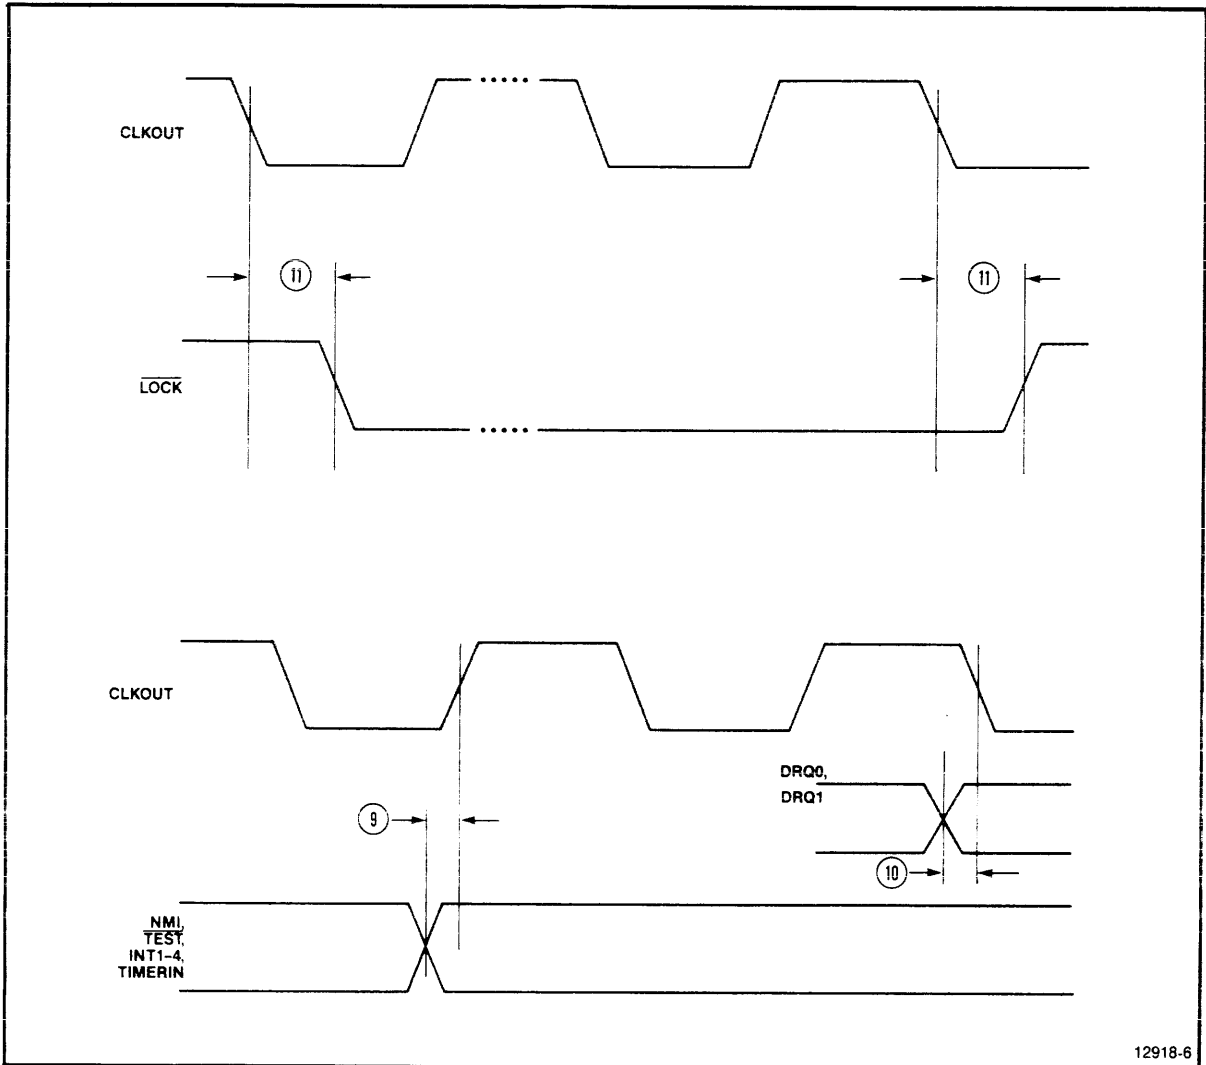 CLKOUT
11
11
LOCK
CLKOUT
DRQ0,
DRQ1
9
10
NMI,
TEST,
INT1-4,
TIMERIN
12918-6